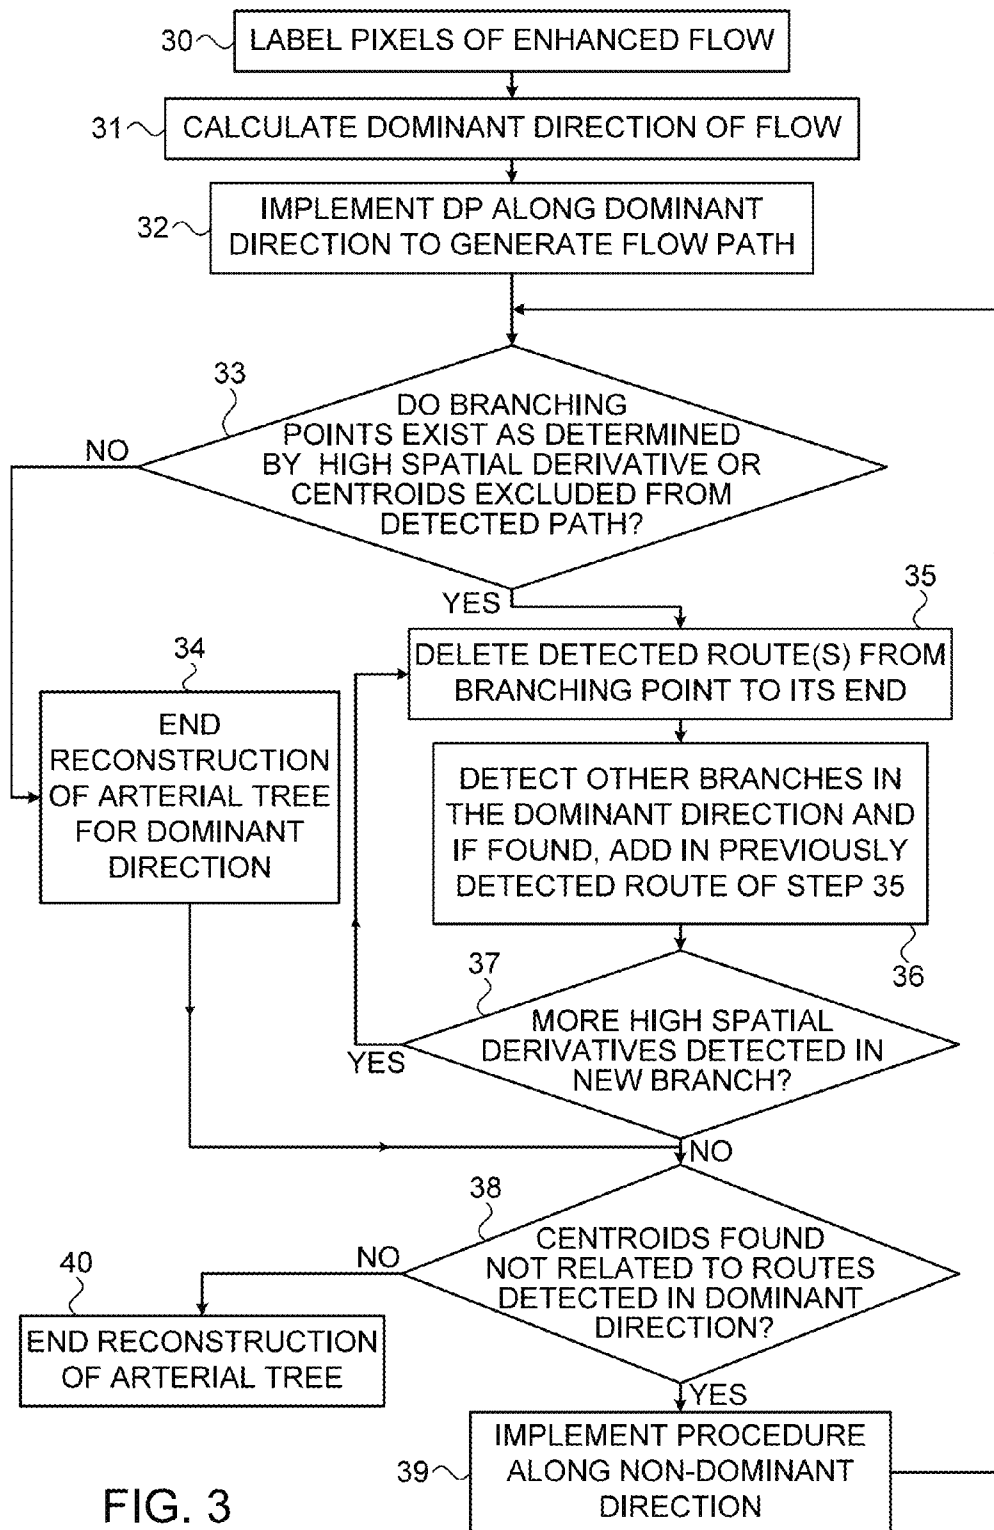 30
LABEL PIXELS OF ENHANCED FLOW
31
CALCULATE DOMINANT DIRECTION OF FLOW
32
IMPLEMENT DP ALONG DOMINANT
DIRECTION TO GENERATE FLOW PATH
33
DO BRANCHING
POINTS EXIST AS DETERMINED
BY HIGH SPATIAL DERIVATIVE OR
CENTROIDS EXCLUDED FROM
DETECTED PATH?
NO
YES
34
END
RECONSTRUCTION
OF ARTERIAL TREE
FOR DOMINANT
DIRECTION
35
DELETE DETECTED ROUTE(S) FROM
BRANCHING POINT TO ITS END
DETECT OTHER BRANCHES IN
THE DOMINANT DIRECTION AND
IF FOUND, ADD IN PREVIOUSLY
DETECTED ROUTE OF STEP 35
36
37
MORE HIGH SPATIAL
DERIVATIVES DETECTED IN
NEW BRANCH?
YES
NO
38
CENTROIDS FOUND
NOT RELATED TO ROUTES
DETECTED IN DOMINANT
DIRECTION?
NO
40
END RECONSTRUCTION
OF ARTERIAL TREE
YES
39
IMPLEMENT PROCEDURE
ALONG NON-DOMINANT
DIRECTION
FIG. 3